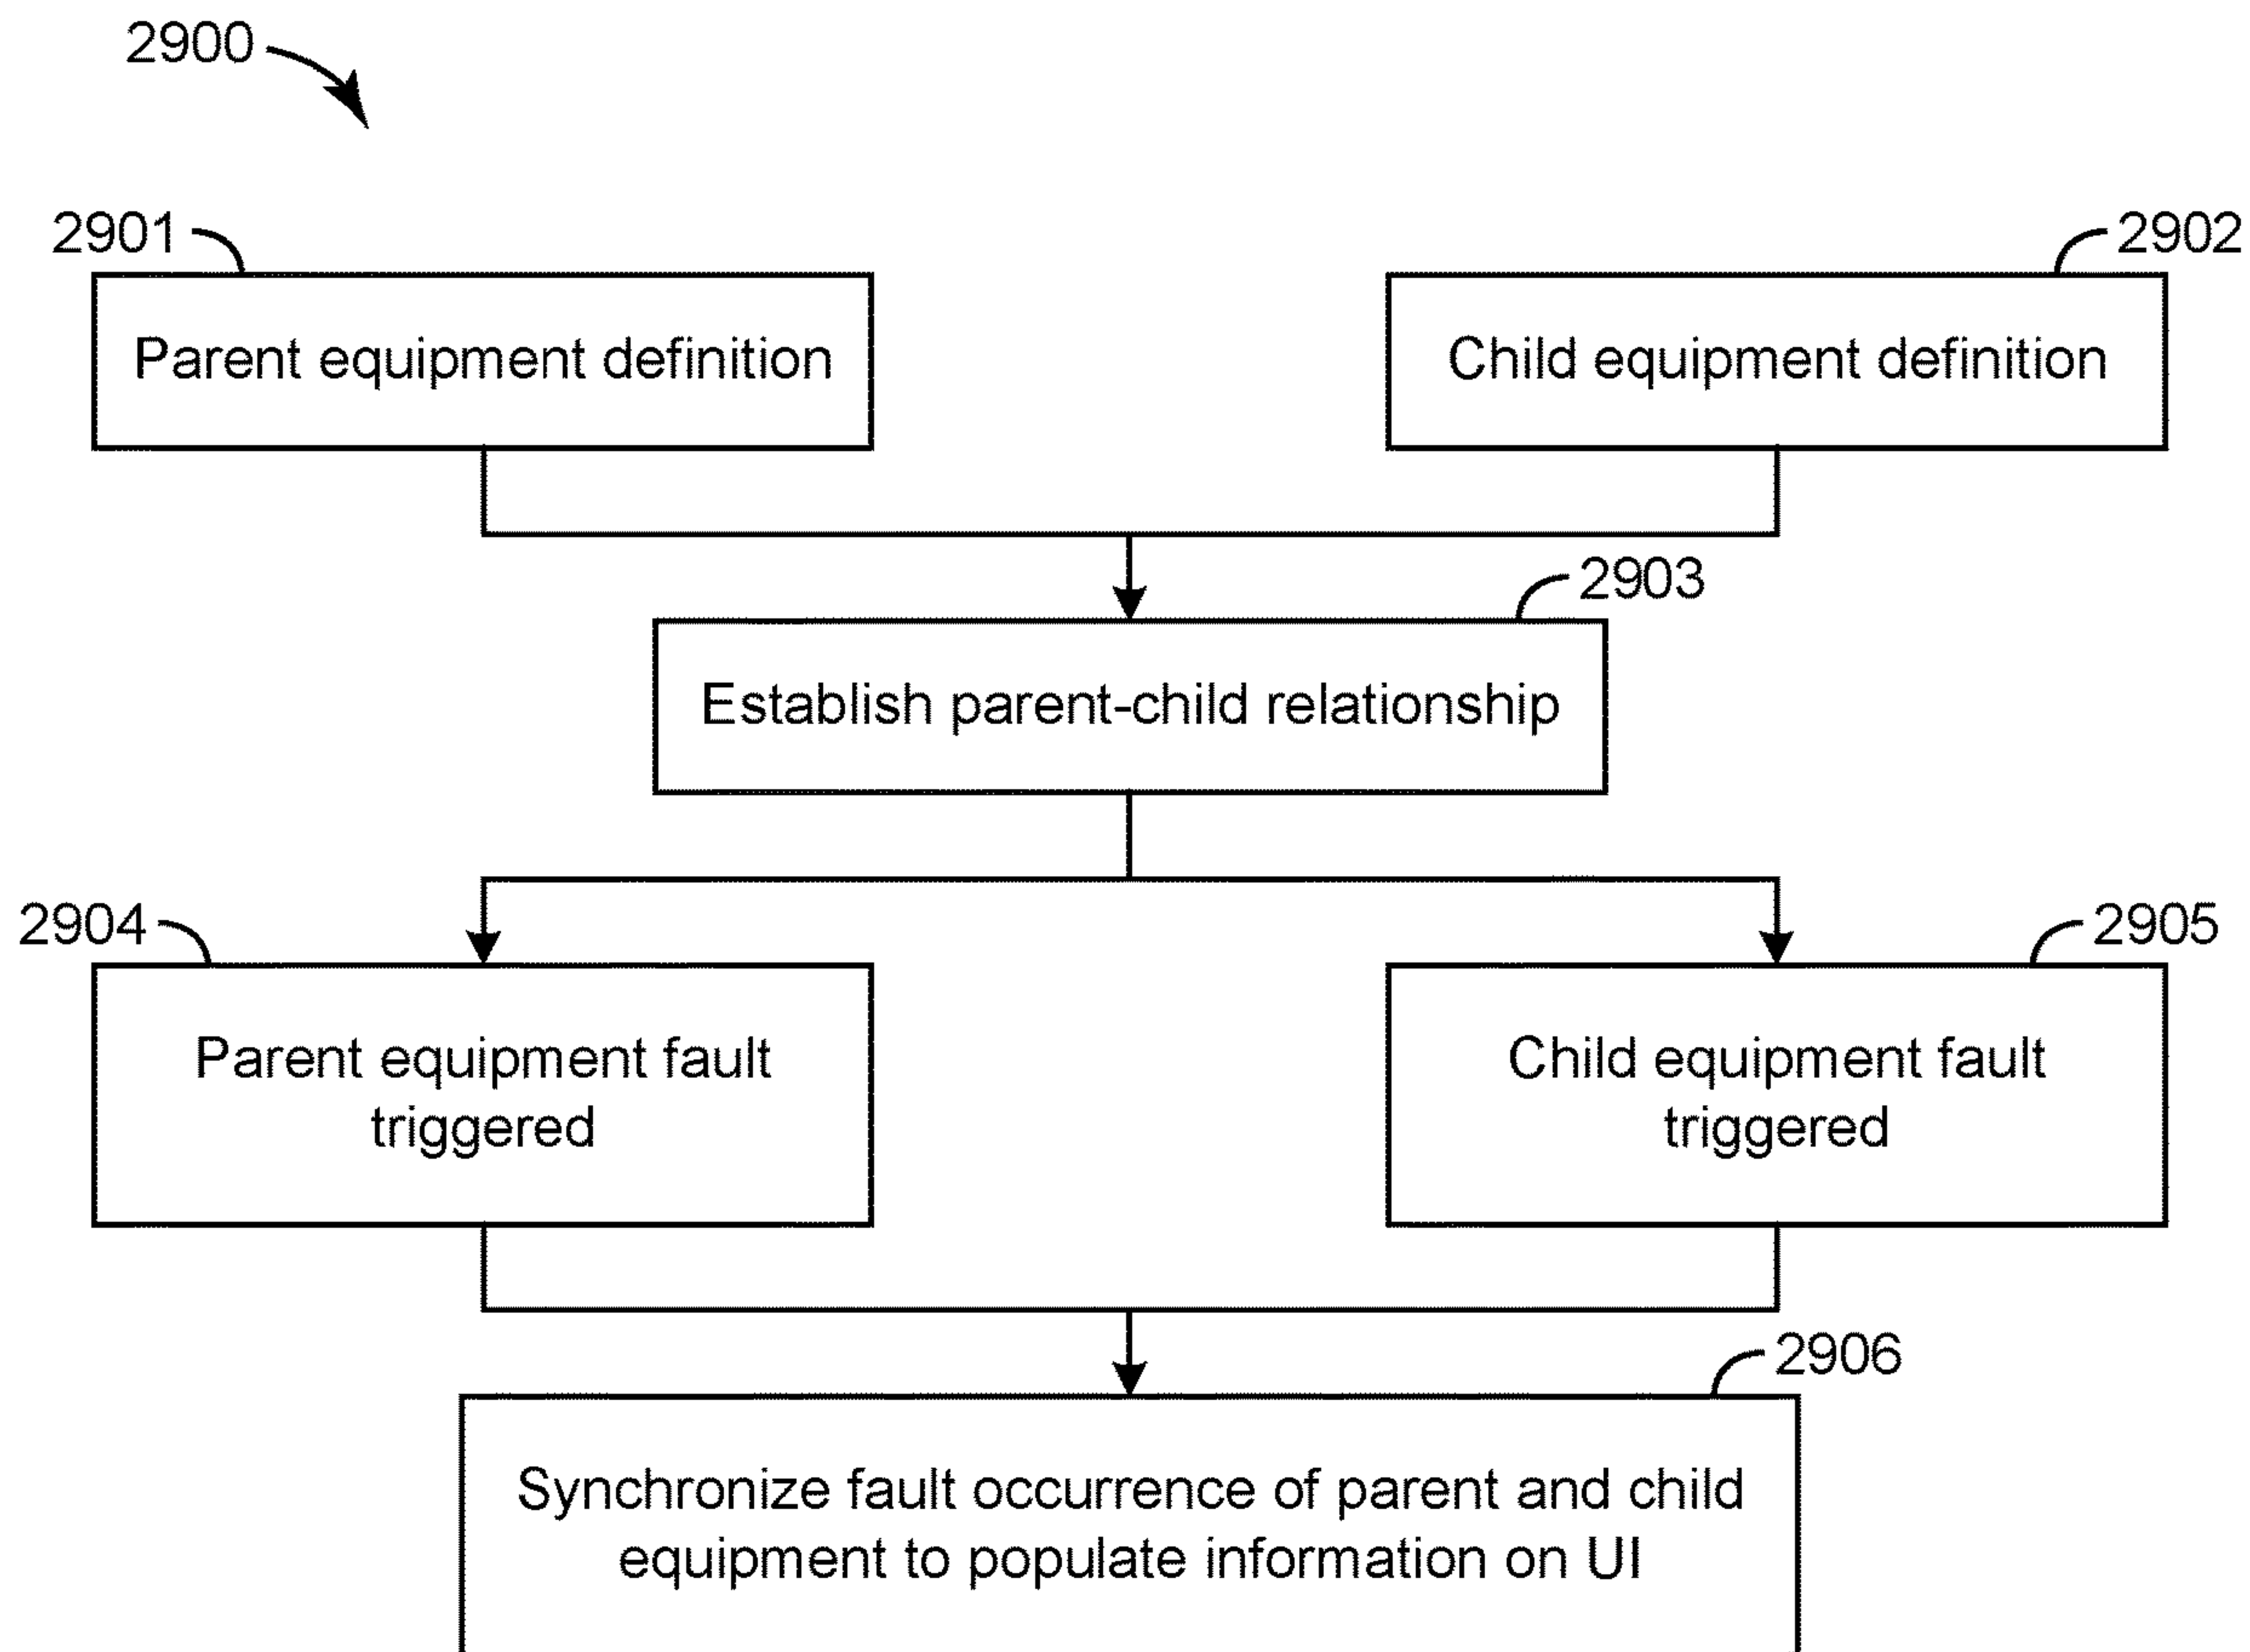 2900
2901
2902
Parent equipment definition
Child equipment definition
2903
Establish parent-child relationship
2904
2905
Parent equipment fault
triggered
Child equipment fault
triggered
2906
Synchronize fault occurrence of parent and child
equipment to populate information on UI